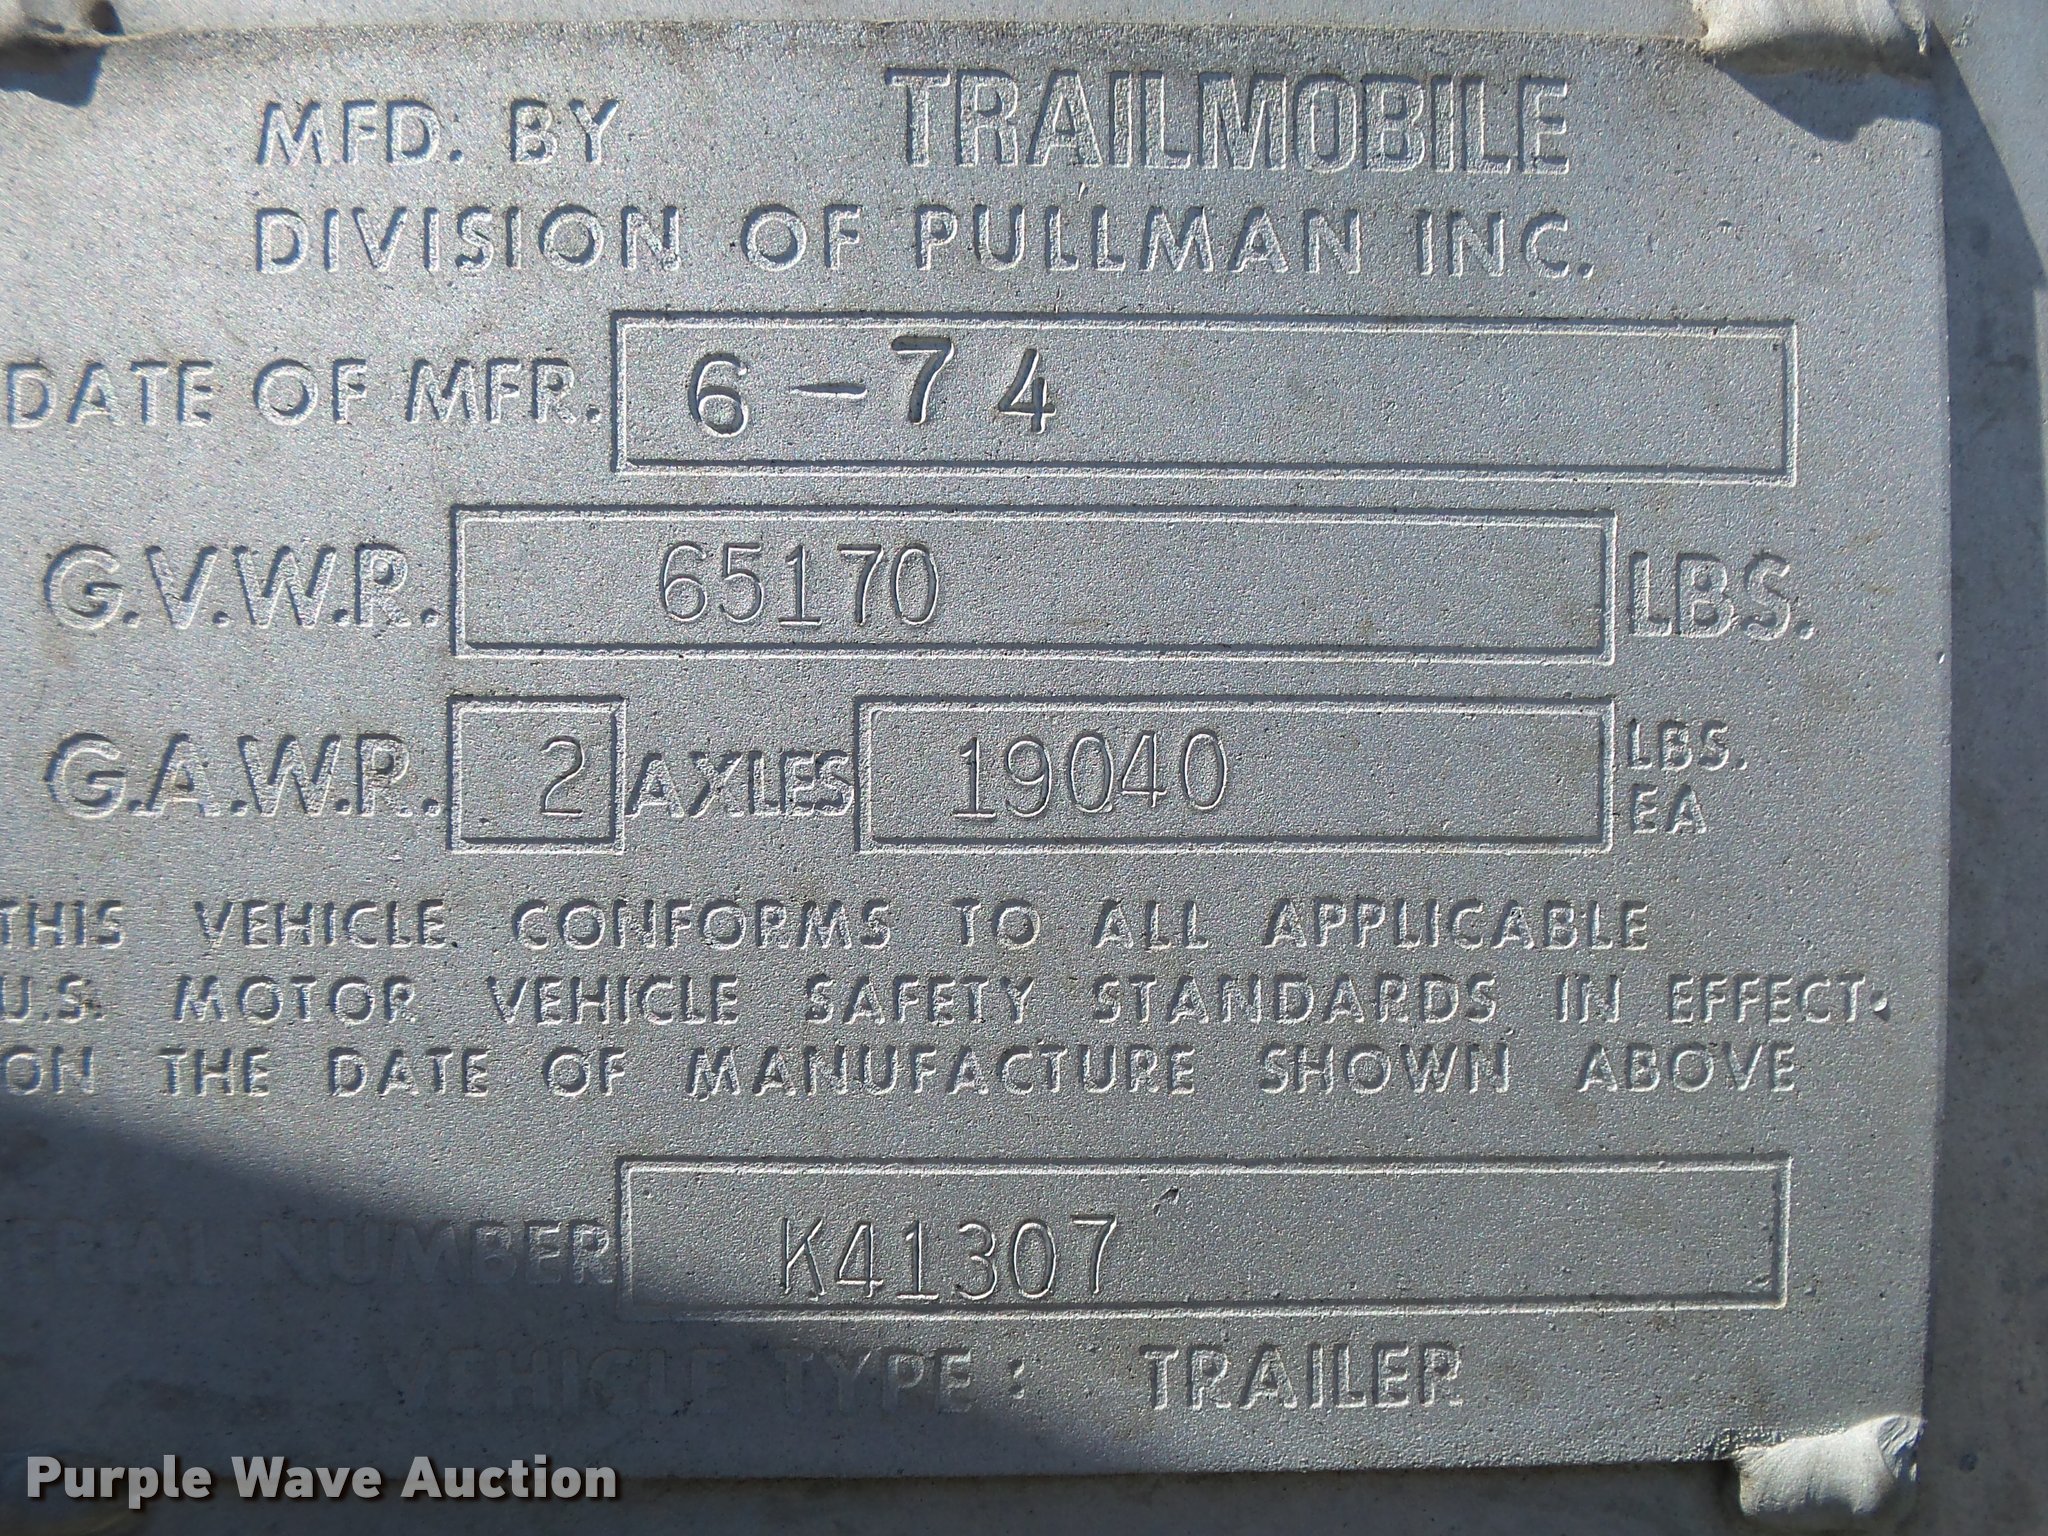 MFD. BY TRAILMOBILE
DIVISION OF PULLMAN INC.
DATE OF MFR. 6-74
G.V.W.R. 65170 LBS.
G.A.W.R. 2 AXLES 19040 LBS. EA
THIS VEHICLE CONFORMS TO ALL APPLICABLE
U.S. MOTOR VEHICLE SAFETY STANDARDS IN EFFECT.
ON THE DATE OF MANUFACTURE SHOWN ABOVE
SERIAL NUMBER K41307
VEHICLE TYPE: TRAILER
Purple Wave Auction